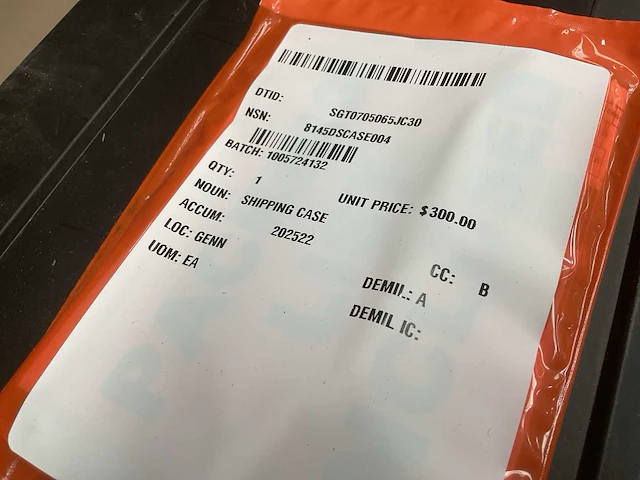 DTID: SGT0705065JC30
NSN: 8145DSCASE004
BATCH: 1005724132
QTY: 1 UNIT PRICE: $300.00
NOUN: SHIPPING CASE
ACCUM: 202522
LOC: GENN
UOM: EA
CC: B
DEMIL: A
DEMIL IC: